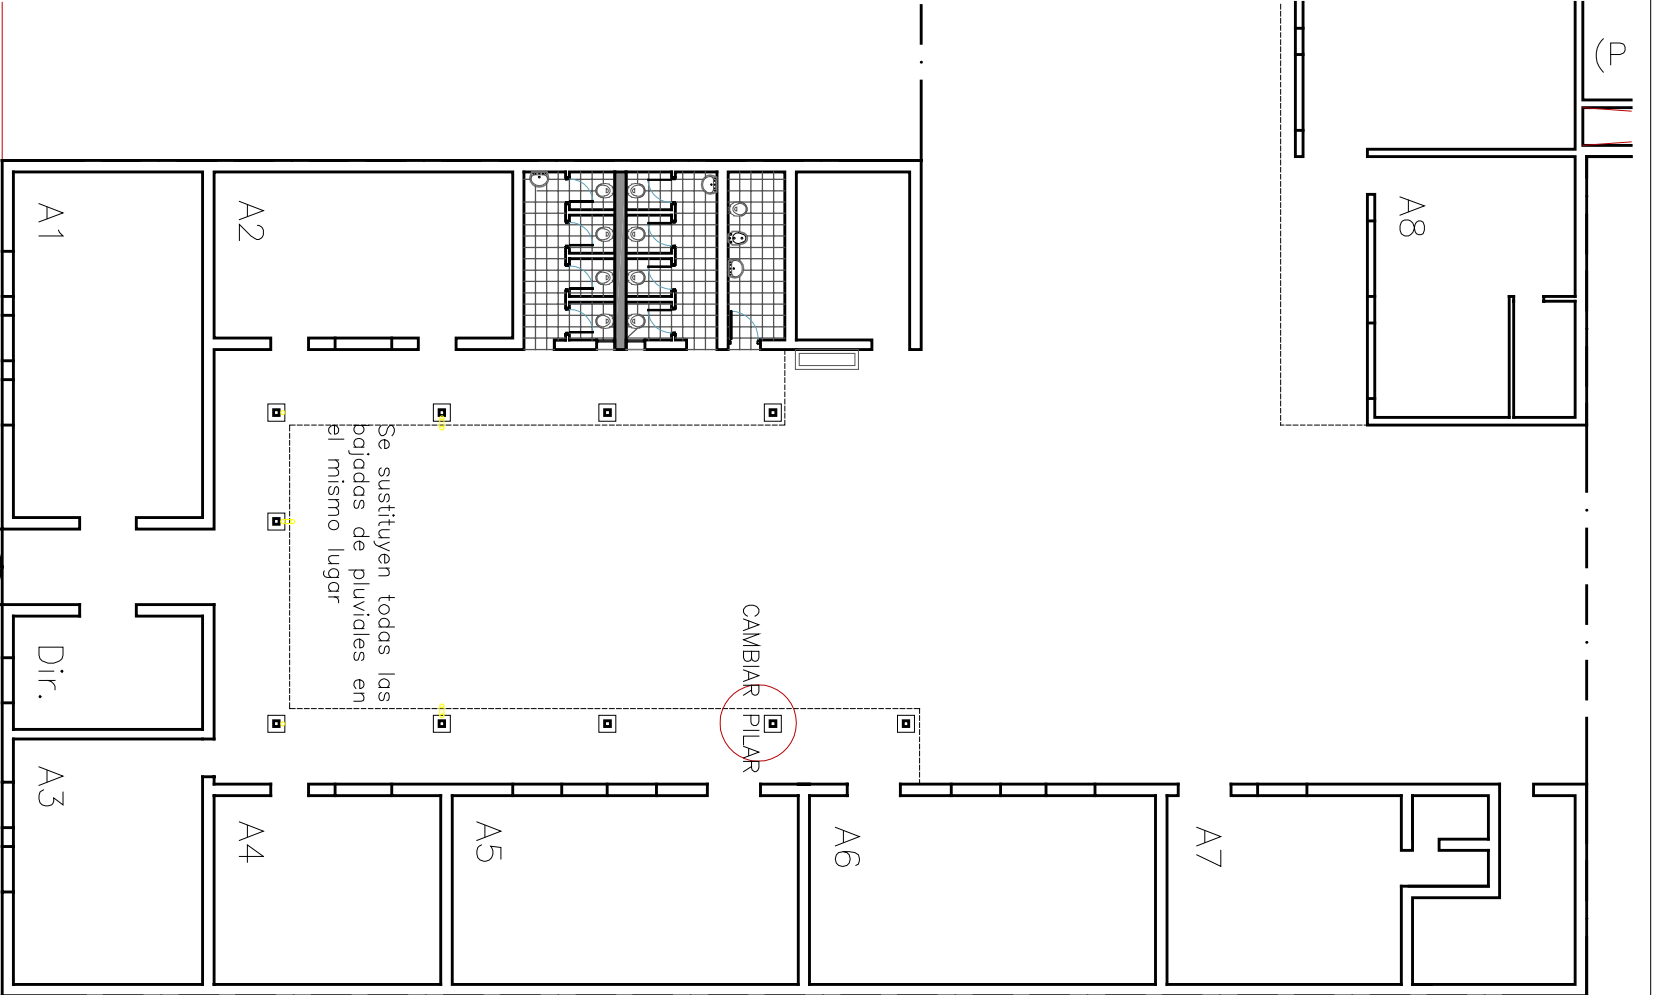 (P
A1
A2
A8
Se sustituyen todas las
bajadas de pluviales en
el mismo lugar
CAMBIAR PILAR
Dir.
A3
A4
A5
A6
A7